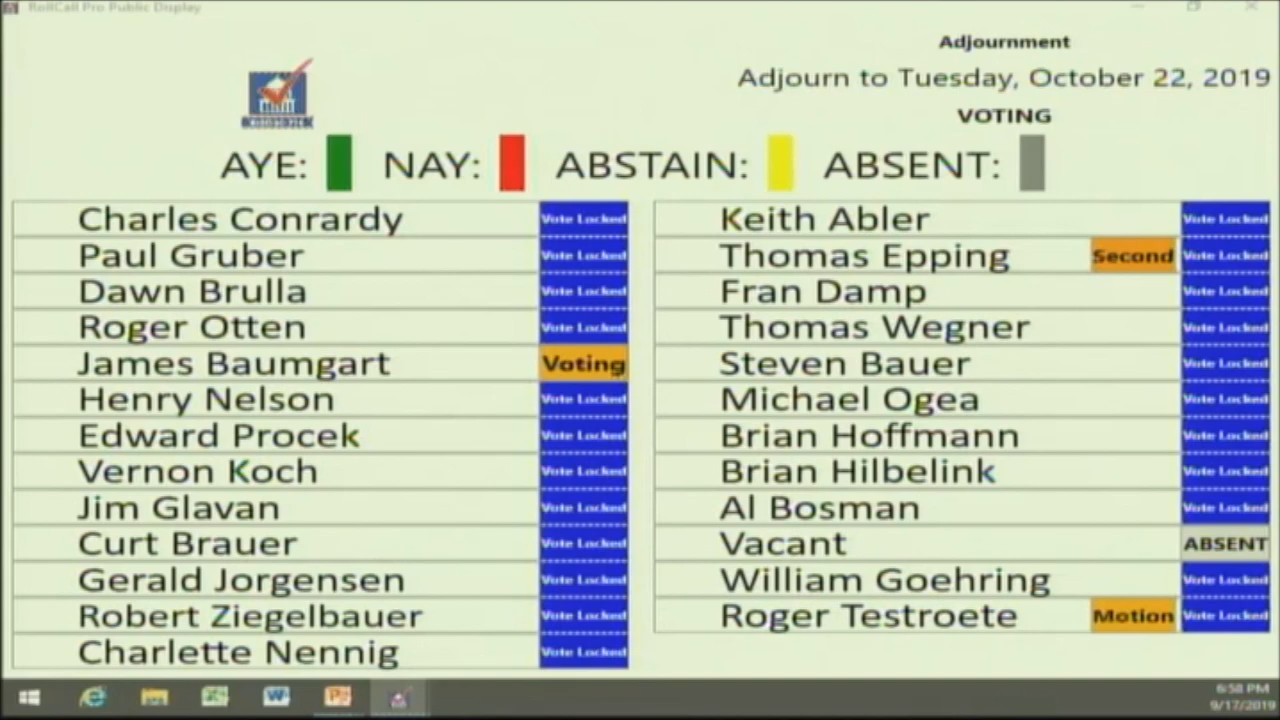 RollCall Pro Public Display
Adjournment
Adjourn to Tuesday, October 22, 2019
VOTING
AYE: NAY: ABSTAIN: ABSENT:
Charles Conrardy Vote Locked
Paul Gruber Vote Locked
Dawn Brulla Vote Locked
Roger Otten Vote Locked
James Baumgart Voting
Henry Nelson Vote Locked
Edward Procek Vote Locked
Vernon Koch Vote Locked
Jim Glavan Vote Locked
Curt Brauer Vote Locked
Gerald Jorgensen Vote Locked
Robert Ziegelbauer Vote Locked
Charlette Nennig Vote Locked
Keith Abler Vote Locked
Thomas Epping Second Vote Locked
Fran Damp Vote Locked
Thomas Wegner Vote Locked
Steven Bauer Vote Locked
Michael Ogea Vote Locked
Brian Hoffmann Vote Locked
Brian Hilbelink Vote Locked
Al Bosman Vote Locked
Vacant ABSENT
William Goehring Vote Locked
Roger Testroete Motion Vote Locked
6:58 PM
9/17/2019